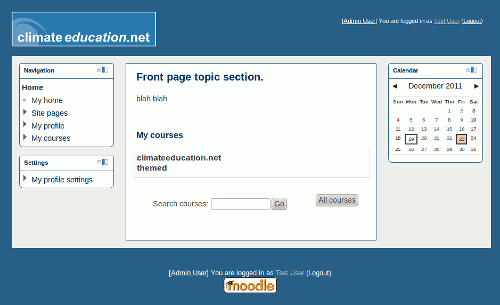 climateeducation.net
[Admin User] You are logged in as Test User (Logout)
Navigation
Home
My home
Site pages
My profile
My courses
Settings
My profile settings
Front page topic section.
blah blah
My courses
climateeducation.net
themed
Search courses: Go
All courses
Calendar
◄ December 2011 ►
Sun Mon Tue Wed Thu Fri Sat
1 2 3
4 5 6 7 8 9 10
11 12 13 14 15 16 17
18 19 20 21 22 23 24
25 26 27 28 29 30 31
[Admin User] You are logged in as Test User (Logout)
moodle